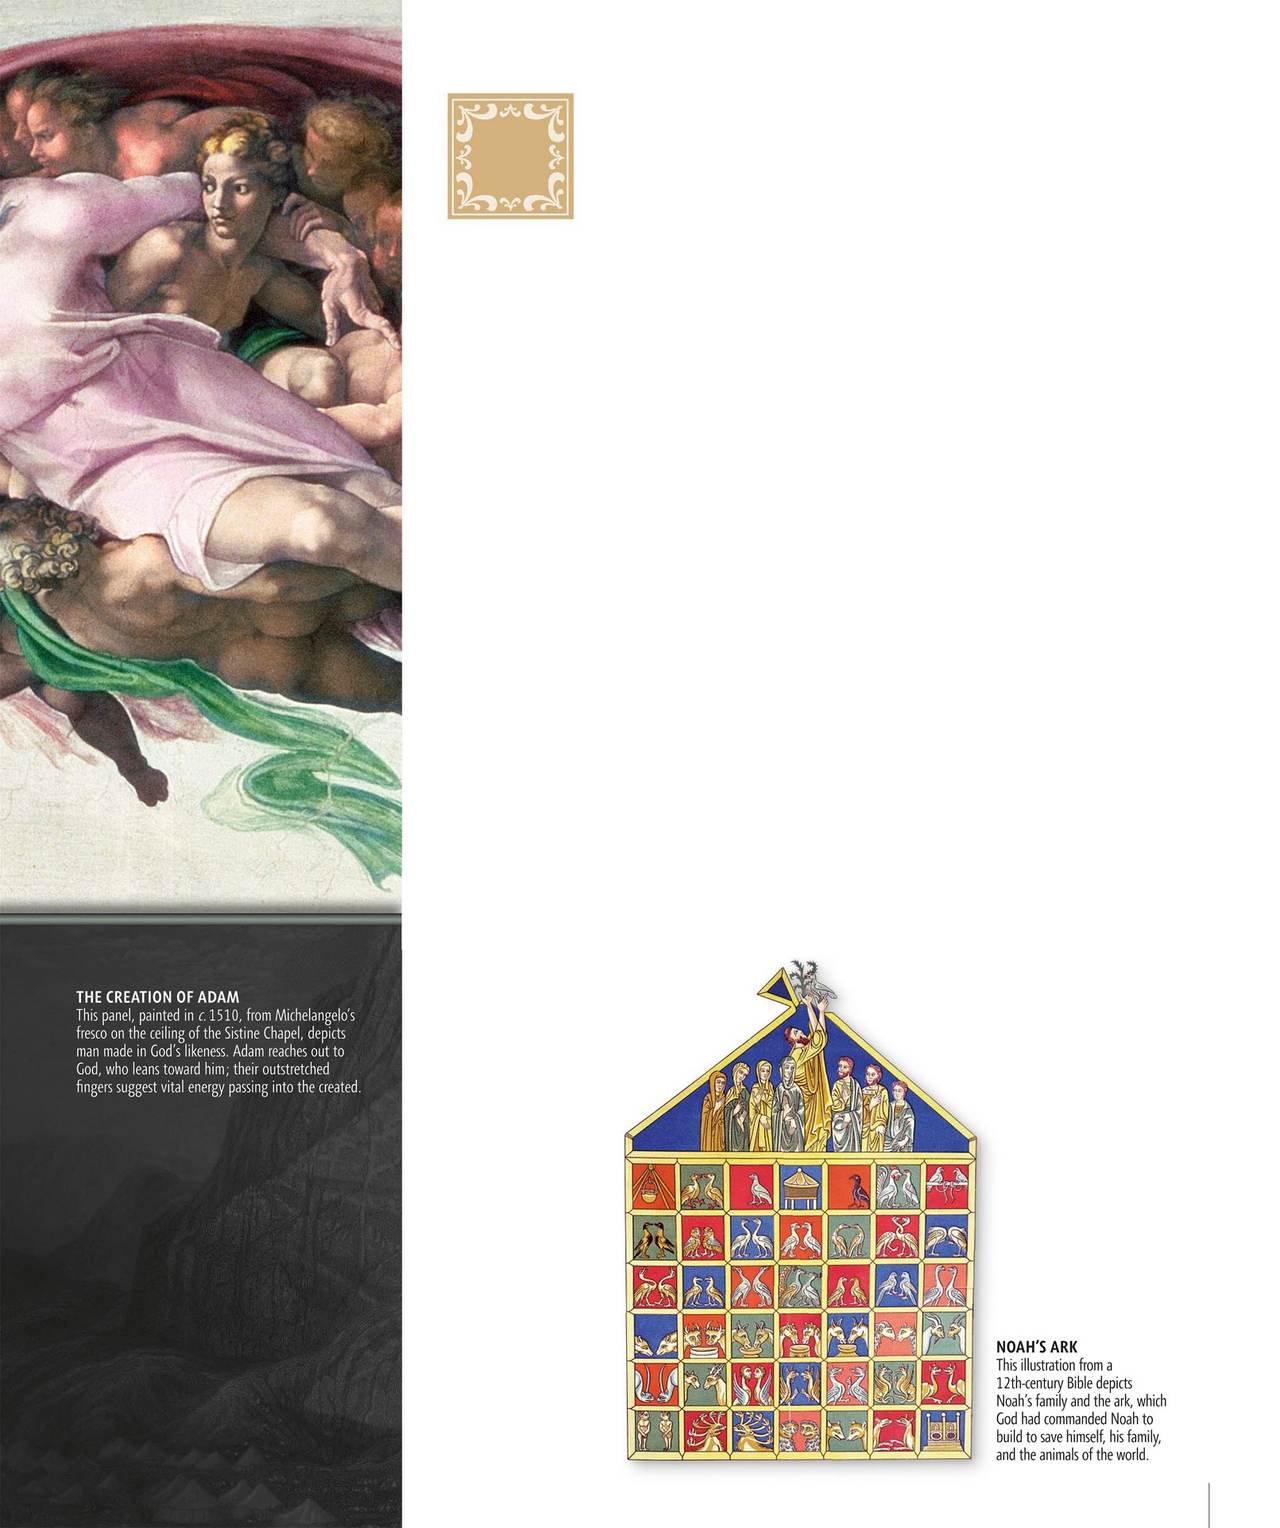 THE CREATION OF ADAM
This panel, painted in c.1510, from Michelangelo’s
fresco on the ceiling of the Sistine Chapel, depicts
man made in God’s likeness. Adam reaches out to
God, who leans toward him; their outstretched
fingers suggest vital energy passing into the created.
NOAH’S ARK
This illustration from a
12th-century Bible depicts
Noah’s family and the ark, which
God had commanded Noah to
build to save himself, his family,
and the animals of the world.